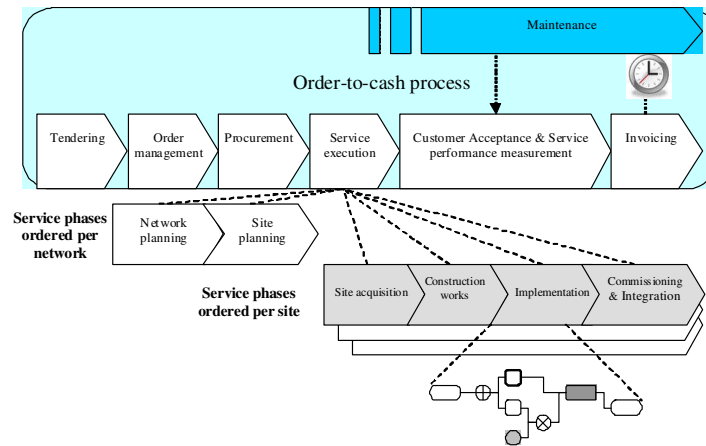 Maintenance
Order-to-cash process
Tendering
Order
management
Procurement
Service
execution
Customer Acceptance & Service
performance measurement
Invoicing
Service phases
ordered per
network
Network
planning
Site
planning
Service phases
ordered per site
Site acquisition
Construction
works
Implementation
Commissioning
& Integration